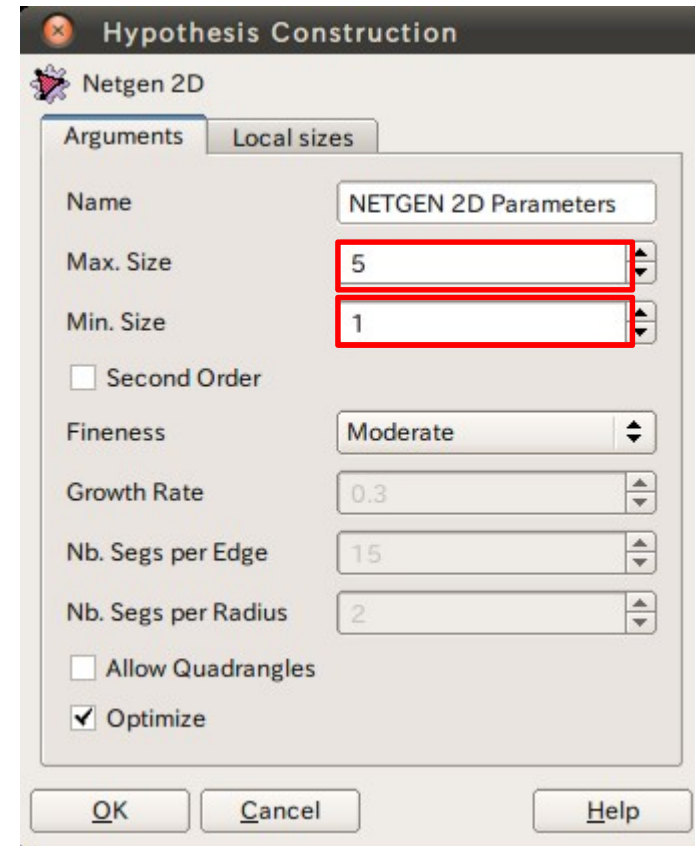 Hypothesis Construction
Netgen 2D
Arguments Local sizes
Name NETGEN 2D Parameters
Max. Size 5
Min. Size 1
Second Order
Fineness Moderate
Growth Rate 0.3
Nb. Segs per Edge 15
Nb. Segs per Radius 2
Allow Quadrangles
Optimize
OK Cancel Help